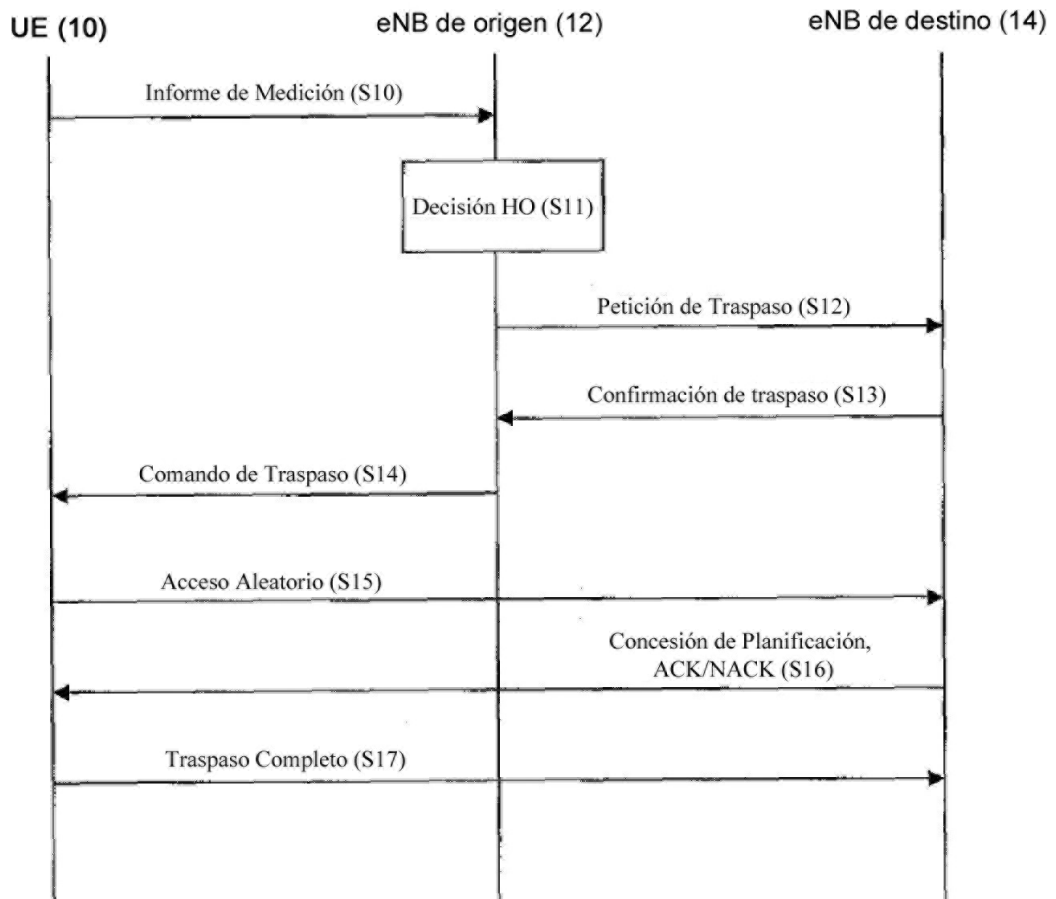 UE (10)
eNB de origen (12)
eNB de destino (14)
Informe de Medición (S10)
Decisión HO (S11)
Petición de Traspaso (S12)
Confirmación de traspaso (S13)
Comando de Traspaso (S14)
Acceso Aleatorio (S15)
Concesión de Planificación,
ACK/NACK (S16)
Traspaso Completo (S17)